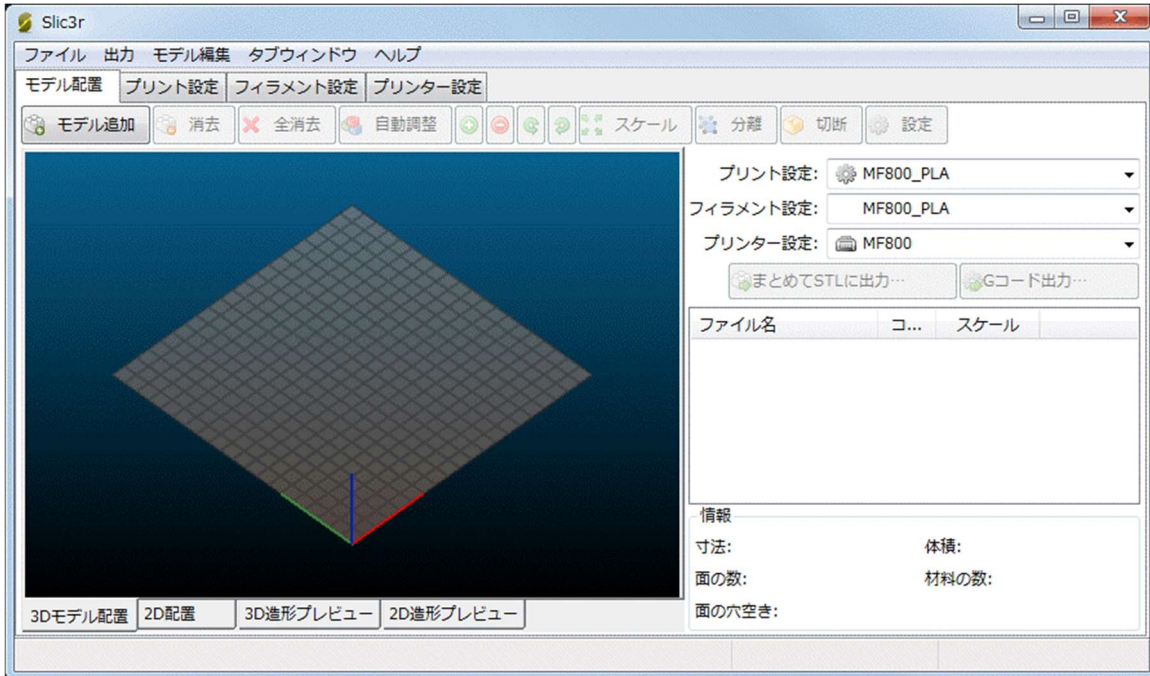 Slic3r
ファイル 出力 モデル編集 タブウィンドウ ヘルプ
モデル配置 プリント設定 フィラメント設定 プリンター設定
モデル追加 消去 全消去 自動調整 スケール 分離 切断 設定
プリント設定: MF800_PLA
フィラメント設定: MF800_PLA
プリンター設定: MF800
まとめてSTLに出力… Gコード出力…
ファイル名 コ... スケール
情報
寸法: 体積:
面の数: 材料の数:
面の穴空き:
3Dモデル配置 2D配置 3D造形プレビュー 2D造形プレビュー